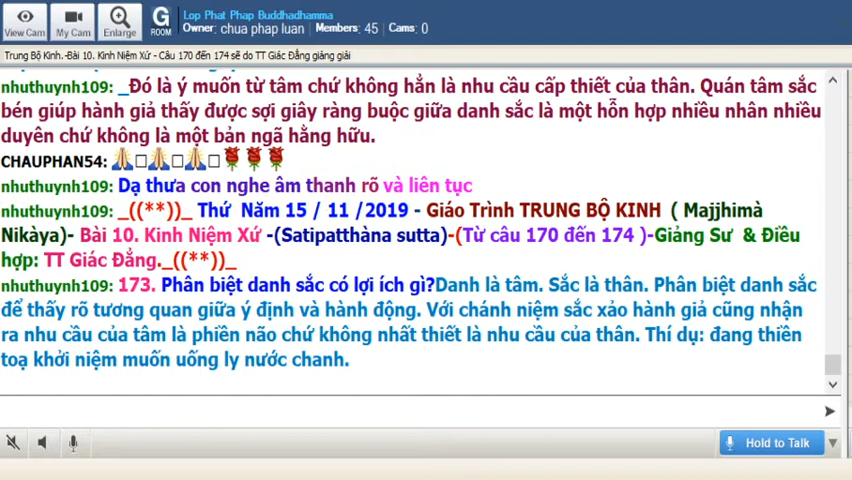 View Cam
My Cam
Enlarge
G
ROOM
Lop Phat Phap Buddhadhamma
Owner: chua phap luan : Members: 45 : Cams: 0
Trung Bộ Kinh.-Bài 10. Kinh Niệm Xứ - Câu 170 đến 174 sẽ do TT Giác Đẳng giảng giải
nhuthuynh109: _Đó là ý muốn từ tâm chứ không hẳn là nhu cầu cấp thiết của thân. Quán tâm sắc
bén giúp hành giả thấy được sợi giây ràng buộc giữa danh sắc là một hỗn hợp nhiều nhân nhiều
duyên chứ không là một bản ngã hằng hữu.
CHAUPHAN54:
nhuthuynh109: Dạ thưa con nghe âm thanh rõ và liên tục
nhuthuynh109: _((**))_ Thứ Năm 15 / 11 /2019 - Giáo Trình TRUNG BỘ KINH ( Majjhimà
Nikàya)- Bài 10. Kinh Niệm Xứ -(Satipatthàna sutta)-(Từ câu 170 đến 174 )-Giảng Sư & Điều
hợp: TT Giác Đẳng._((**))_
nhuthuynh109: 173. Phân biệt danh sắc có lợi ích gì?Danh là tâm. Sắc là thân. Phân biệt danh sắc
để thấy rõ tương quan giữa ý định và hành động. Với chánh niệm sắc xảo hành giả cũng nhận
ra nhu cầu của tâm là phiền não chứ không nhất thiết là nhu cầu của thân. Thí dụ: đang thiền
toạ khởi niệm muốn uống ly nước chanh.
Hold to Talk